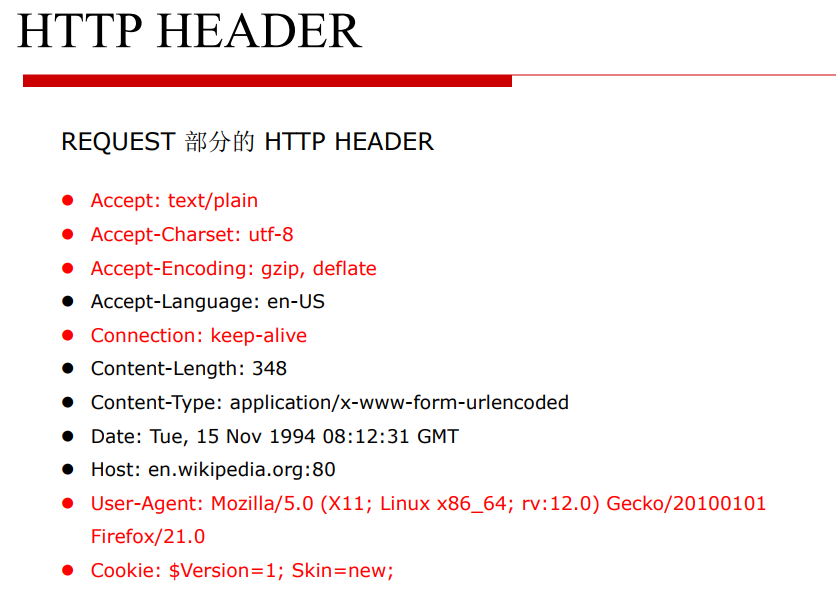 HTTP HEADER
REQUEST 部分的 HTTP HEADER
Accept: text/plain
Accept-Charset: utf-8
Accept-Encoding: gzip, deflate
Accept-Language: en-US
Connection: keep-alive
Content-Length: 348
Content-Type: application/x-www-form-urlencoded
Date: Tue, 15 Nov 1994 08:12:31 GMT
Host: en.wikipedia.org:80
User-Agent: Mozilla/5.0 (X11; Linux x86_64; rv:12.0) Gecko/20100101
Firefox/21.0
Cookie: $Version=1; Skin=new;